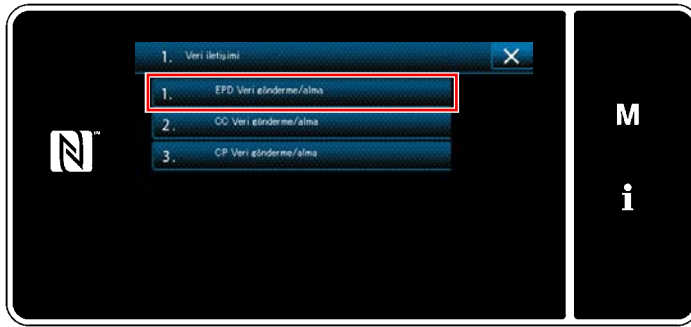 1. Veri iletişimi
1. EPD Veri gönderme/alma
2. CC Veri gönderme/alma
3. CP Veri gönderme/alma
M
i
N